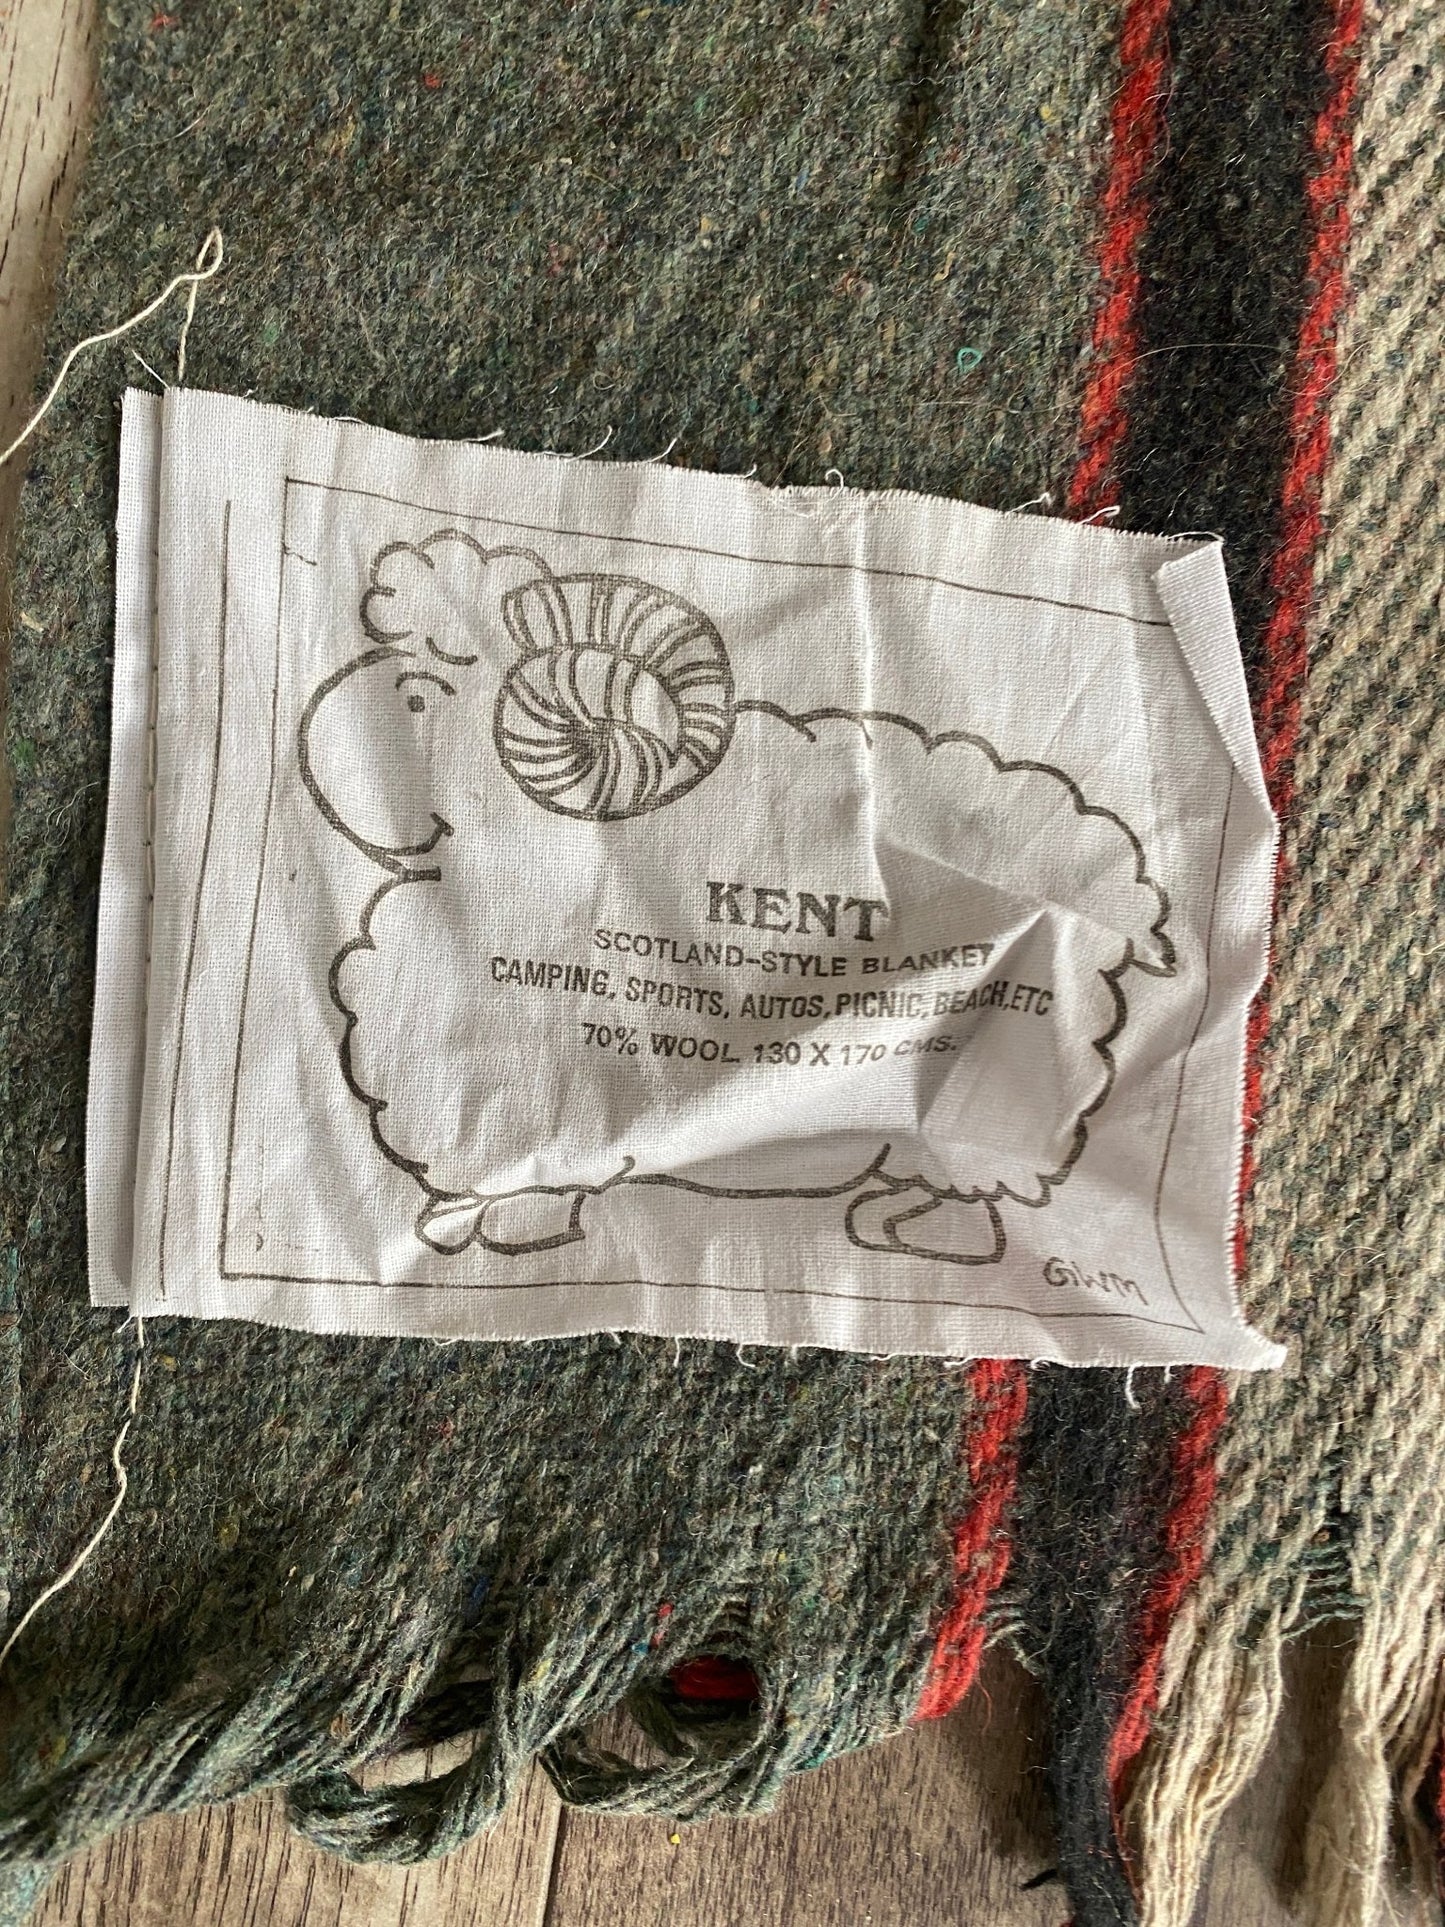 KENT
SCOTLAND-STYLE BLANKET
CAMPING, SPORTS, AUTOS, PICNIC, BEACH, ETC
70% WOOL 130 X 170 CMS.